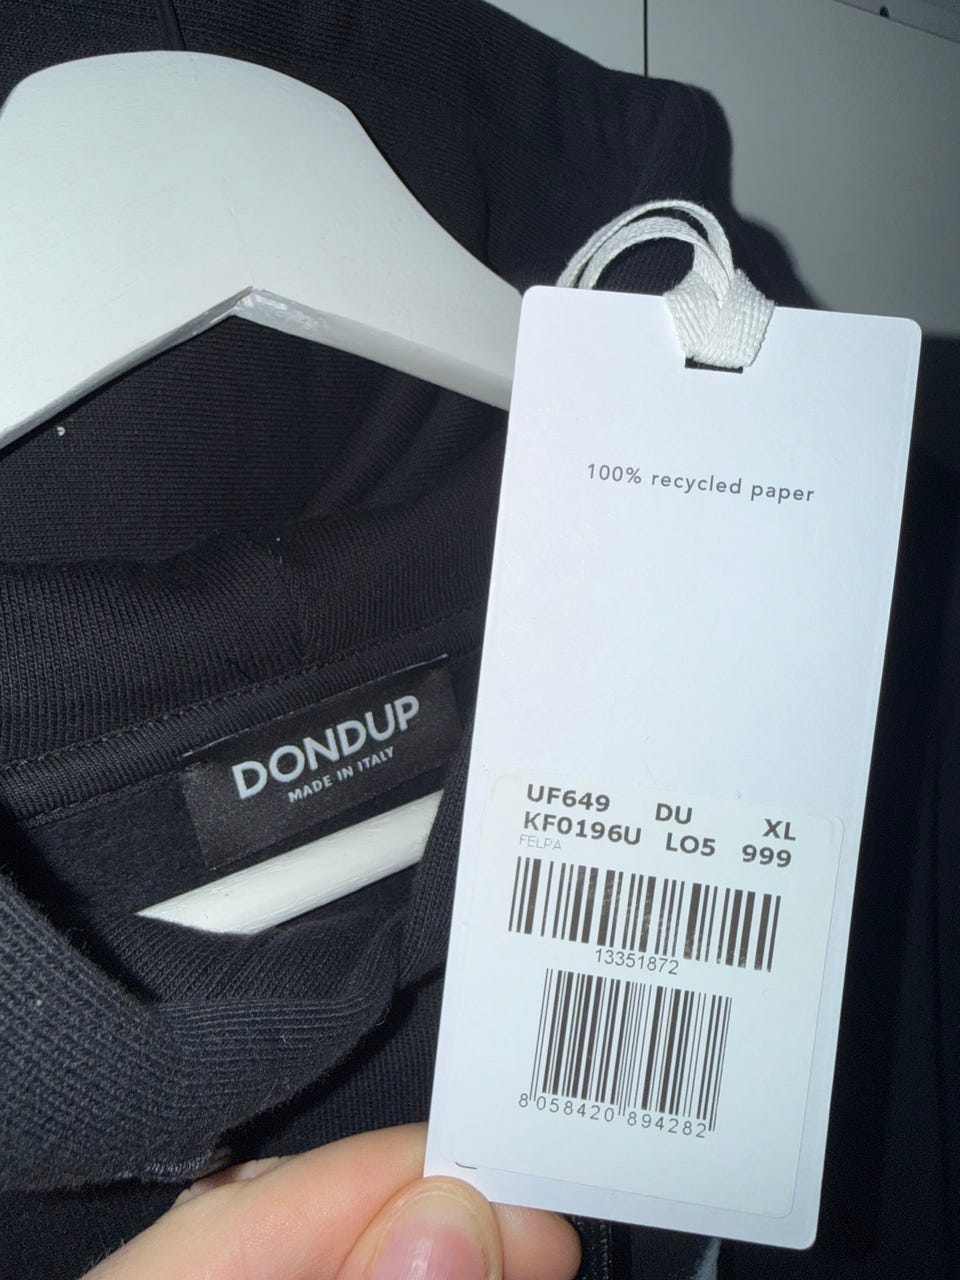 100% recycled paper
DONDUP
MADE IN ITALY
UF649 DU XL
KF0196U LO5 999
FELPA
13351872
8 058420 894282